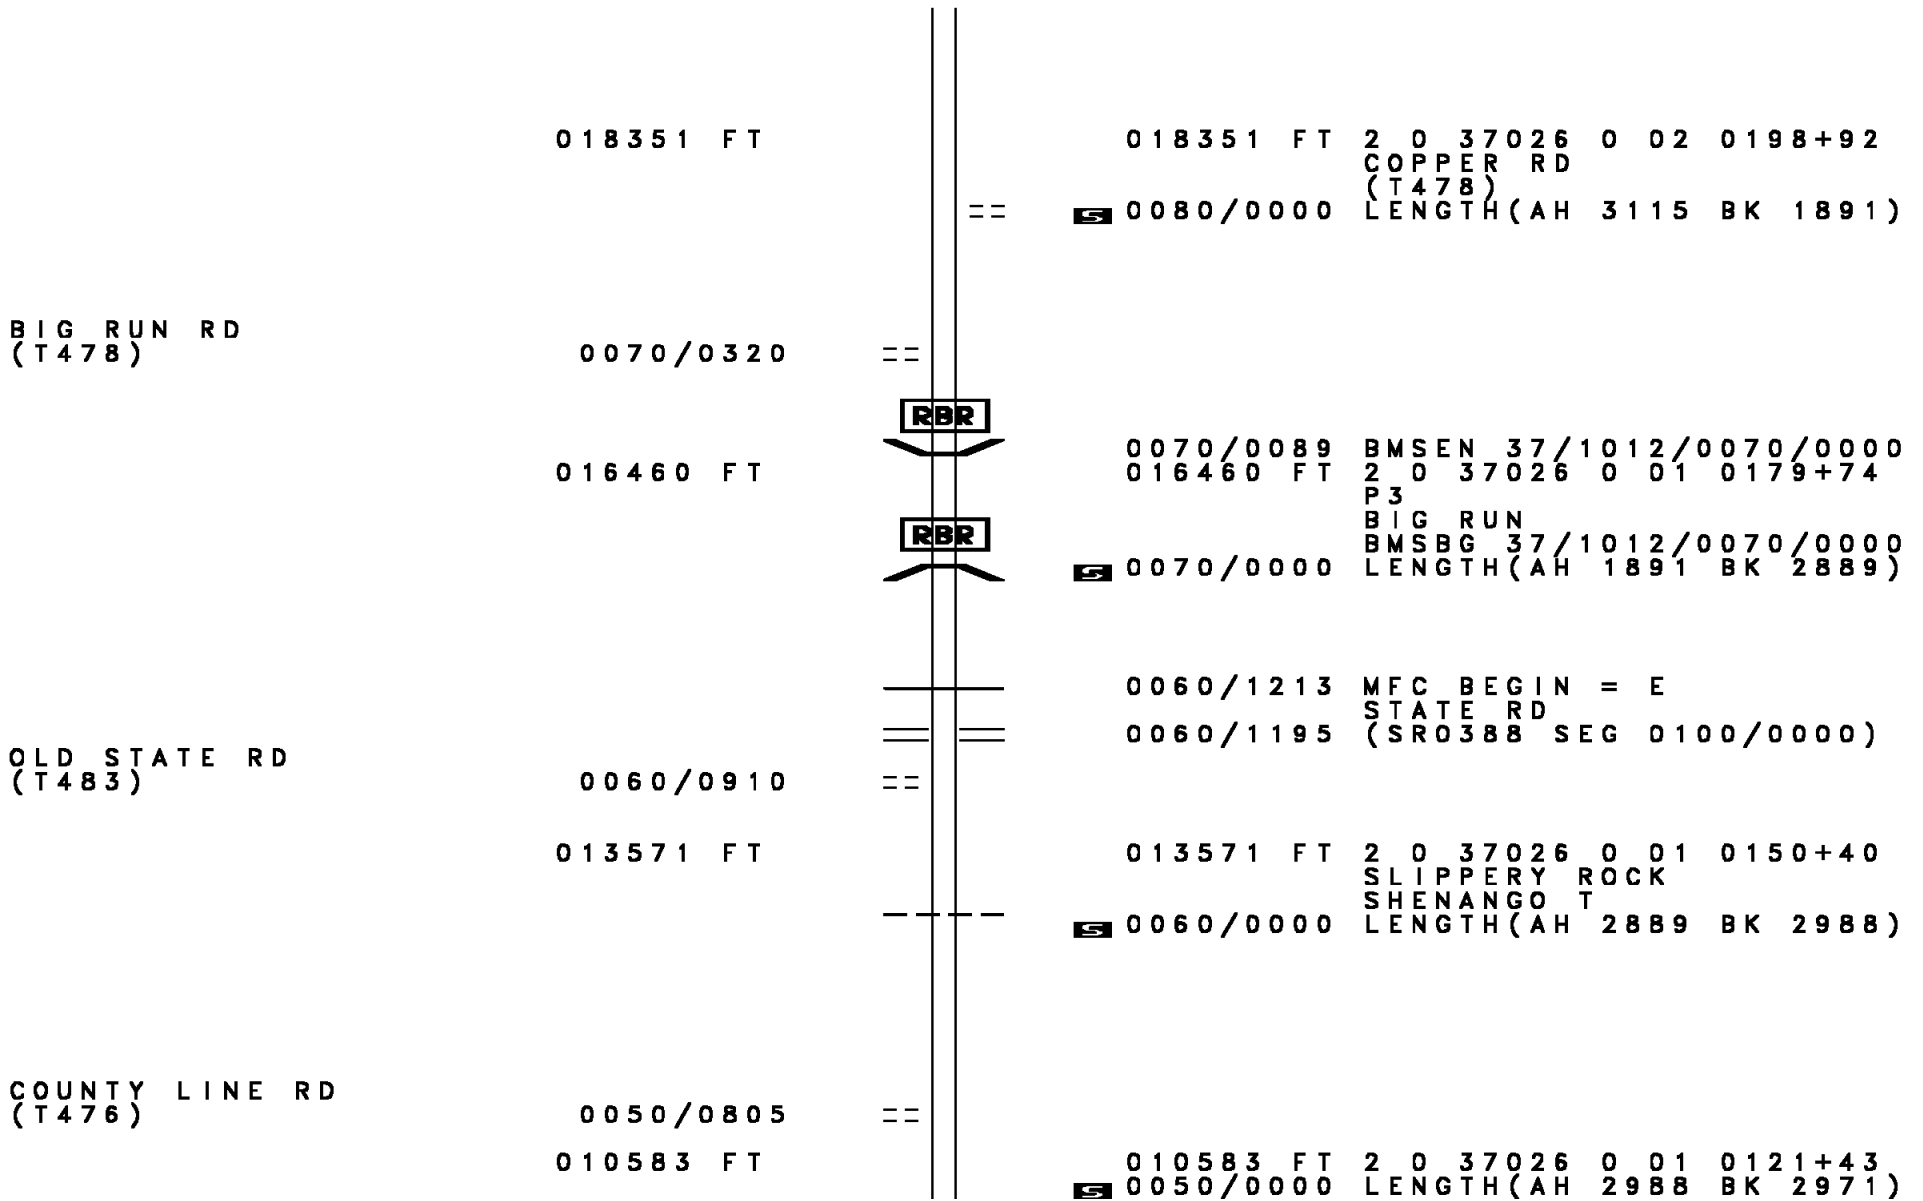 018351 FT 018351 FT 2 0 37026 0 02 0198+92
COPPER RD
(T478)
S 0080/0000 LENGTH(AH 3115 BK 1891)
BIG RUN RD
(T478) 0070/0320
RBR
0070/0089 BMSEN 37/1012/0070/0000
016460 FT 016460 FT 2 0 37026 0 01 0179+74
P3
BIG RUN
RBR
BMSBG 37/1012/0070/0000
S 0070/0000 LENGTH(AH 1891 BK 2889)
0060/1213 MFC BEGIN = E
STATE RD
0060/1195 (SR0388 SEG 0100/0000)
OLD STATE RD
(T483) 0060/0910
013571 FT 013571 FT 2 0 37026 0 01 0150+40
SLIPPERY ROCK
SHENANGO T
S 0060/0000 LENGTH(AH 2889 BK 2988)
COUNTY LINE RD
(T476) 0050/0805
010583 FT 010583 FT 2 0 37026 0 01 0121+43
S 0050/0000 LENGTH(AH 2988 BK 2971)